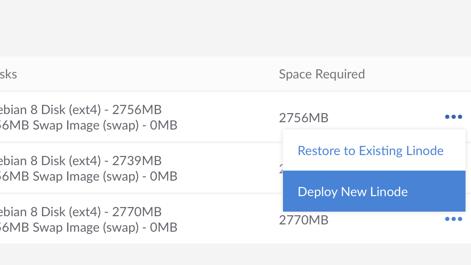 sks Space Required
ebian 8 Disk (ext4) - 2756MB
6MB Swap Image (swap) - 0MB
2756MB
Restore to Existing Linode
ebian 8 Disk (ext4) - 2739MB
6MB Swap Image (swap) - 0MB
Deploy New Linode
ebian 8 Disk (ext4) - 2770MB
6MB Swap Image (swap) - 0MB
2770MB